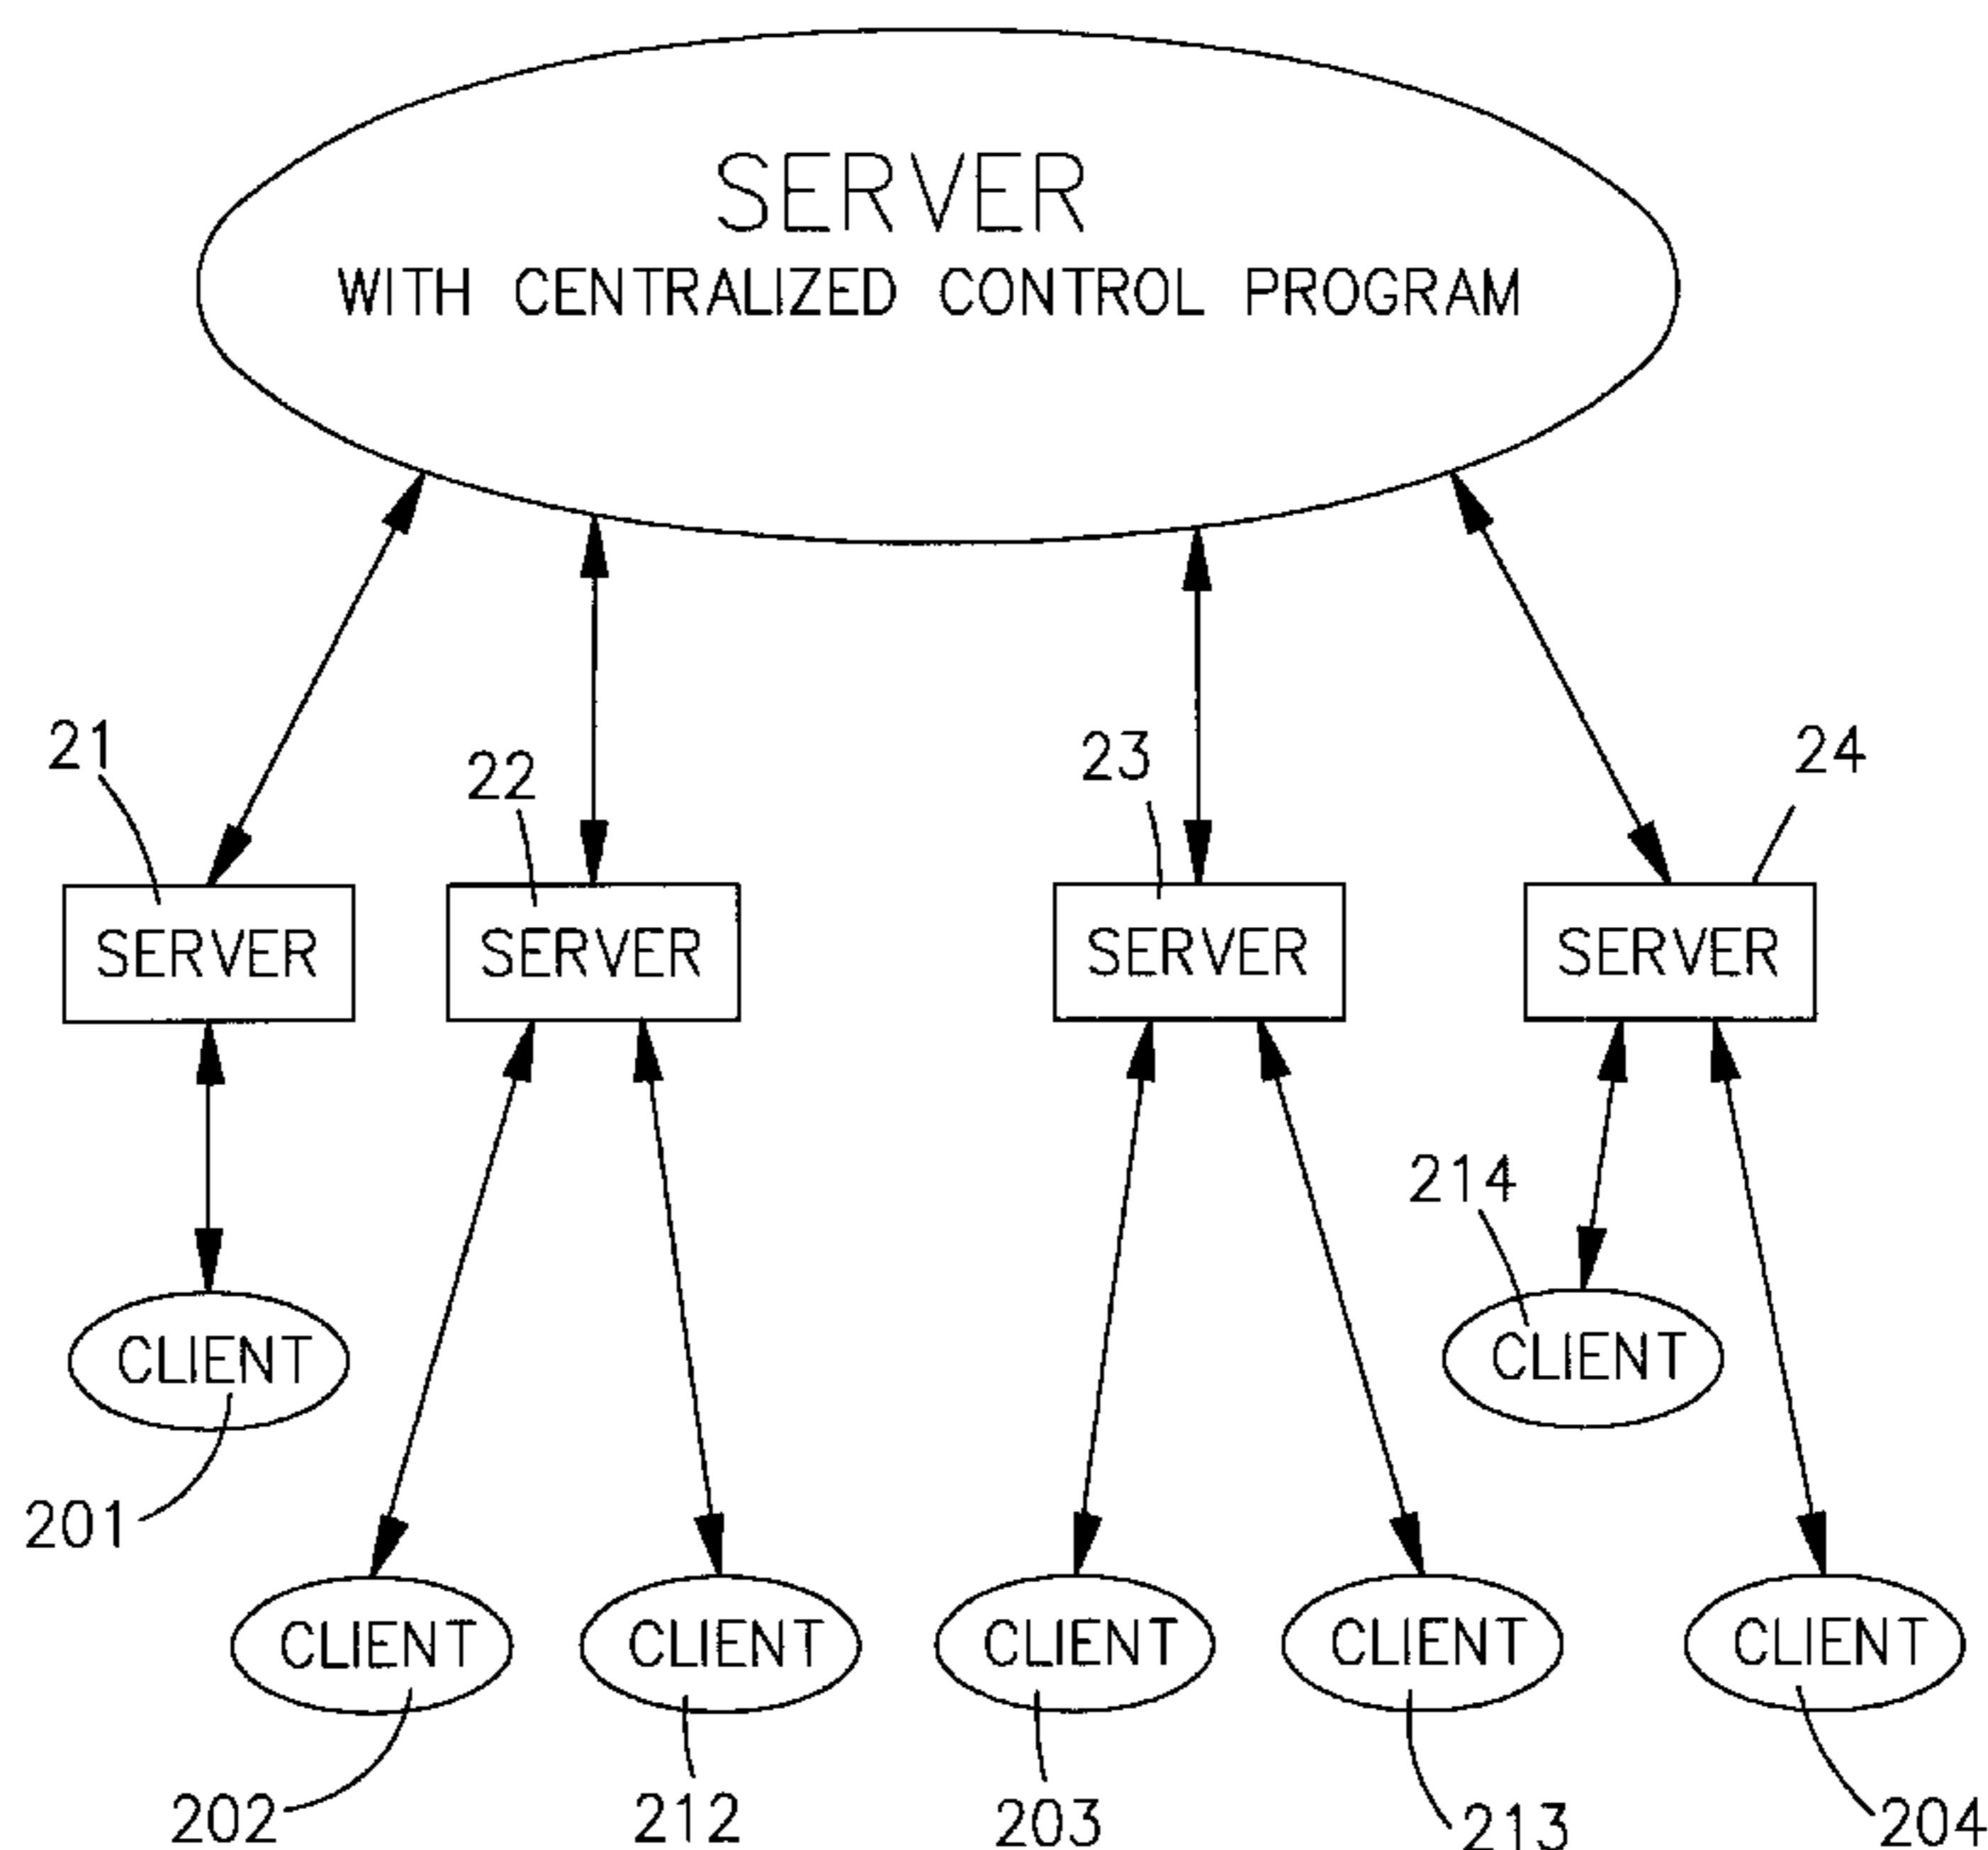 SERVER
WITH CENTRALIZED CONTROL PROGRAM
21
22
23
24
SERVER
SERVER
SERVER
SERVER
214
CLIENT
CLIENT
201
CLIENT
CLIENT
CLIENT
CLIENT
CLIENT
202
212
203
213
204